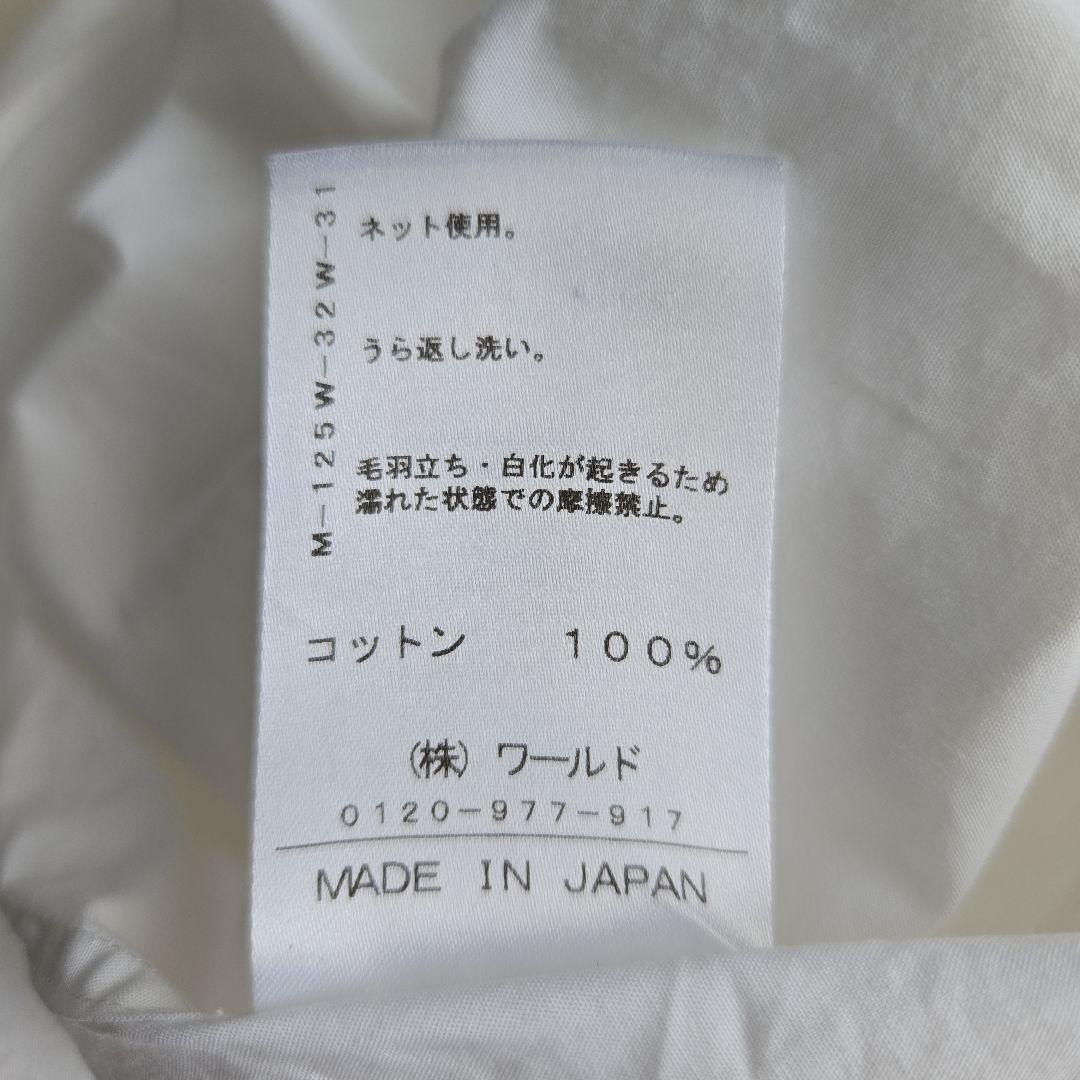 M-125W-32W-31
ネット使用。
うら返し洗い。
毛羽立ち・白化が起きるため
濡れた状態での摩擦禁止。
コットン 100%
(株) ワールド
0120-977-917
MADE IN JAPAN